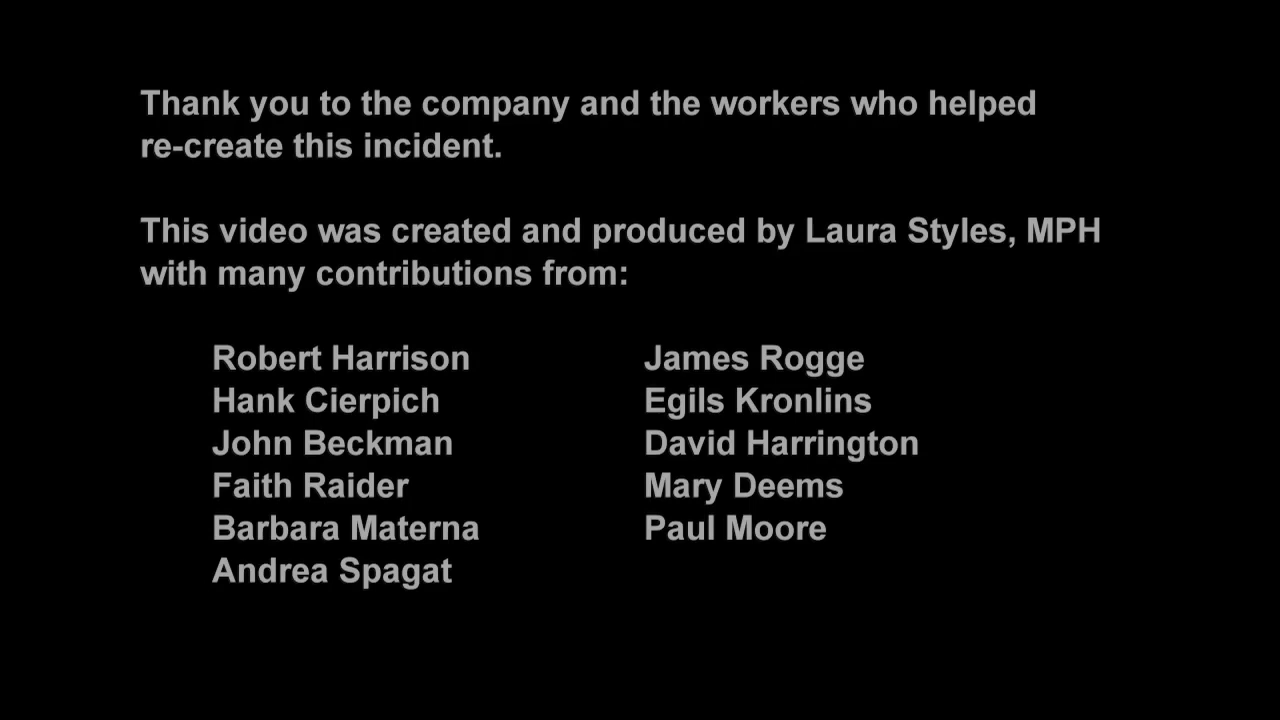 Thank you to the company and the workers who helped
re-create this incident.
This video was created and produced by Laura Styles, MPH
with many contributions from:
Robert Harrison
Hank Cierpich
John Beckman
Faith Raider
Barbara Materna
Andrea Spagat
James Rogge
Egils Kronlins
David Harrington
Mary Deems
Paul Moore